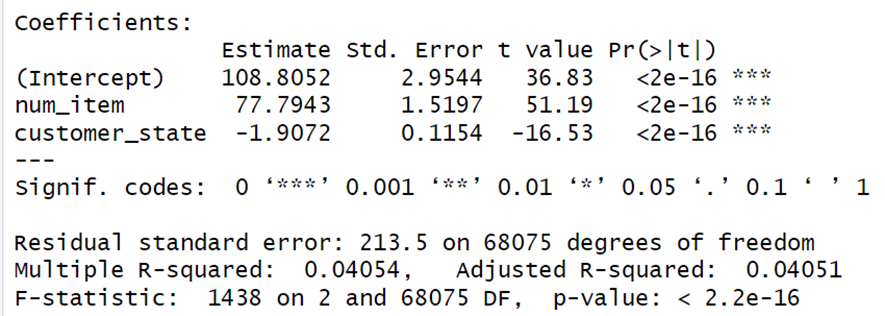 Coefficients:
Estimate Std. Error t value Pr(>|t|)
(Intercept) 108.8052 2.9544 36.83 <2e-16 ***
num_item 77.7943 1.5197 51.19 <2e-16 ***
customer_state -1.9072 0.1154 -16.53 <2e-16 ***
---
Signif. codes: 0 ‘***’ 0.001 ‘**’ 0.01 ‘*’ 0.05 ‘.’ 0.1 ‘ ’ 1
Residual standard error: 213.5 on 68075 degrees of freedom
Multiple R-squared: 0.04054, Adjusted R-squared: 0.04051
F-statistic: 1438 on 2 and 68075 DF, p-value: < 2.2e-16